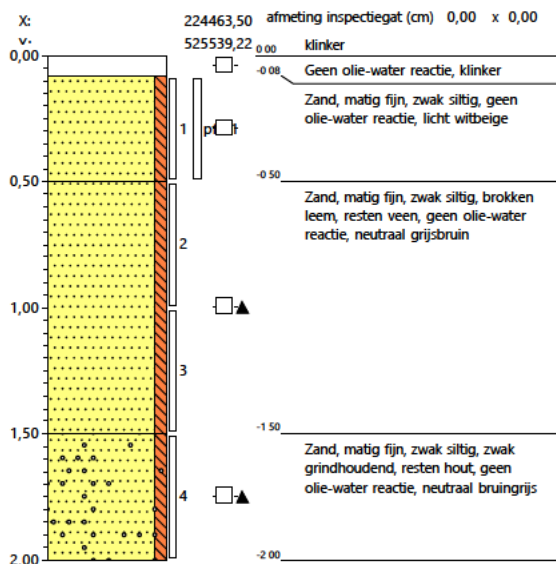 X: 224463,50 afmeting inspectiegat (cm) 0,00 x 0,00
525539,22
0,00
0 00 klinker
-0 08 Geen olie-water reactie, klinker
Zand, matig fijn, zwak siltig, geen
olie-water reactie, licht witbeige
1
0,50
-0 50
Zand, matig fijn, zwak siltig, brokken
leem, resten veen, geen olie-water
reactie, neutraal grijsbruin
2
1,00
3
1,50
-1 50
Zand, matig fijn, zwak siltig, zwak
grindhoudend, resten hout, geen
olie-water reactie, neutraal bruingrijs
4
2,00
-2 00